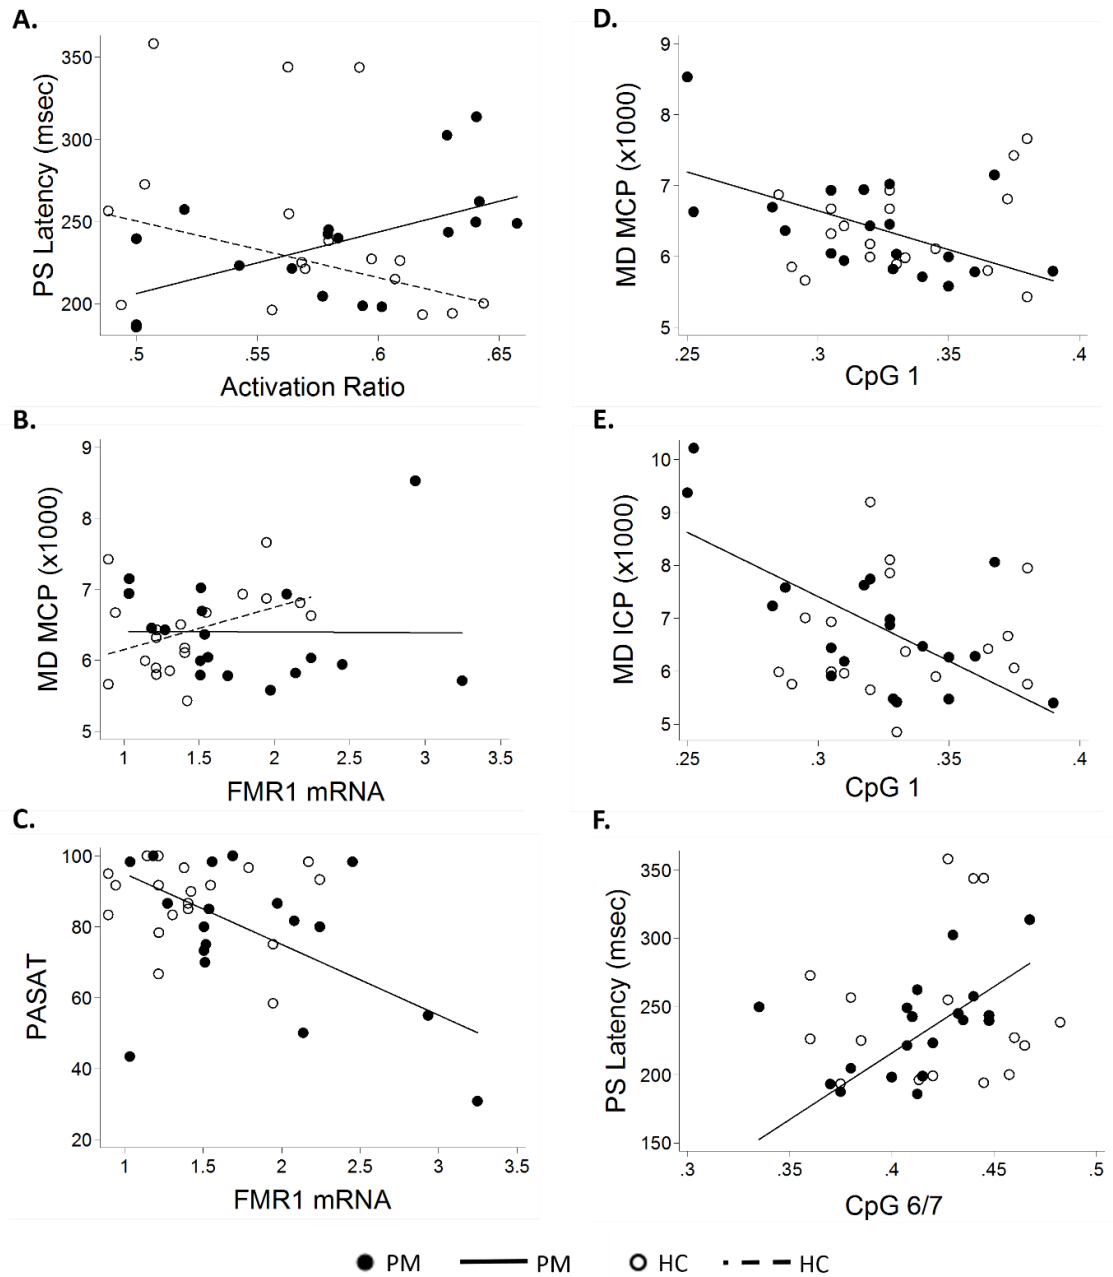 A.
PS Latency (msec)
350
300
250
200
.5 .55 .6 .65
Activation Ratio
B.
MD MCP (x1000)
9
8
7
6
5
1 1.5 2 2.5 3 3.5
FMR1 mRNA
C.
PASAT
100
80
60
40
20
1 1.5 2 2.5 3 3.5
FMR1 mRNA
D.
MD MCP (x1000)
9
8
7
6
5
.25 .3 .35 .4
CpG 1
E.
MD ICP (x1000)
10
9
8
7
6
5
.25 .3 .35 .4
CpG 1
F.
PS Latency (msec)
350
300
250
200
150
.3 .35 .4 .45 .5
CpG 6/7
PM PM HC HC